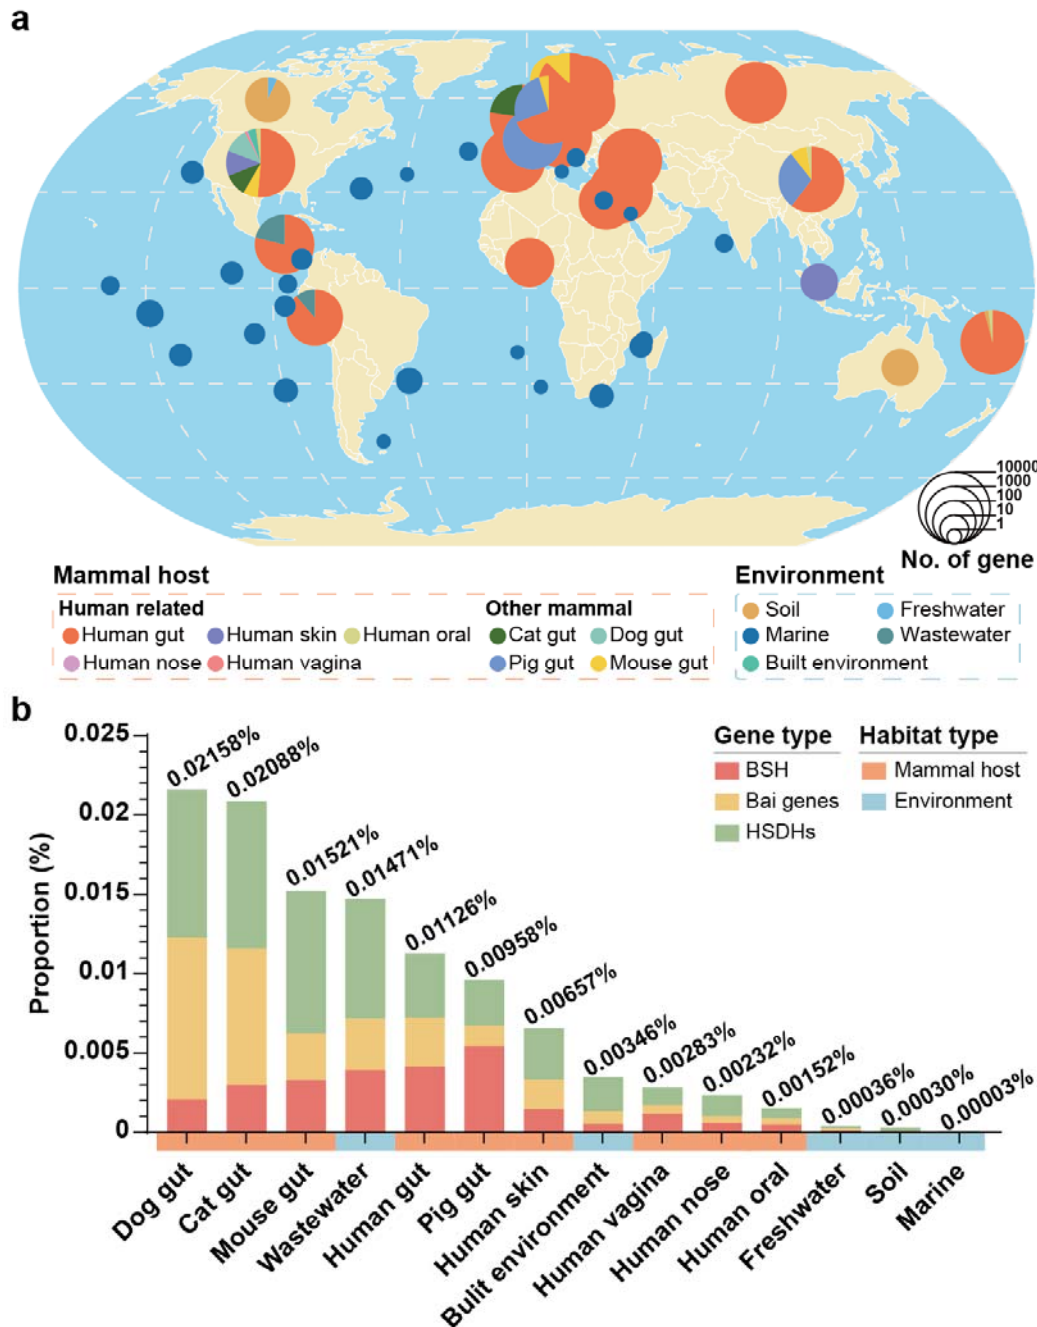 a
10000
1000
100
10
1
No. of gene
Mammal host
Human related
Human gut
Human skin
Human oral
Human nose
Human vagina
Other mammal
Cat gut
Dog gut
Pig gut
Mouse gut
Environment
Soil
Freshwater
Marine
Wastewater
Built environment
b
Proportion (%)
0.025
0.02
0.015
0.01
0.005
0
0.02158%
0.02088%
0.01521%
0.01471%
0.01126%
0.00958%
0.00657%
0.00346%
0.00283%
0.00232%
0.00152%
0.00036%
0.00030%
0.00003%
Gene type
BSH
Bai genes
HSDHs
Habitat type
Mammal host
Environment
Dog gut
Cat gut
Mouse gut
Wastewater
Human gut
Pig gut
Human skin
Bulit environment
Human vagina
Human nose
Human oral
Freshwater
Soil
Marine